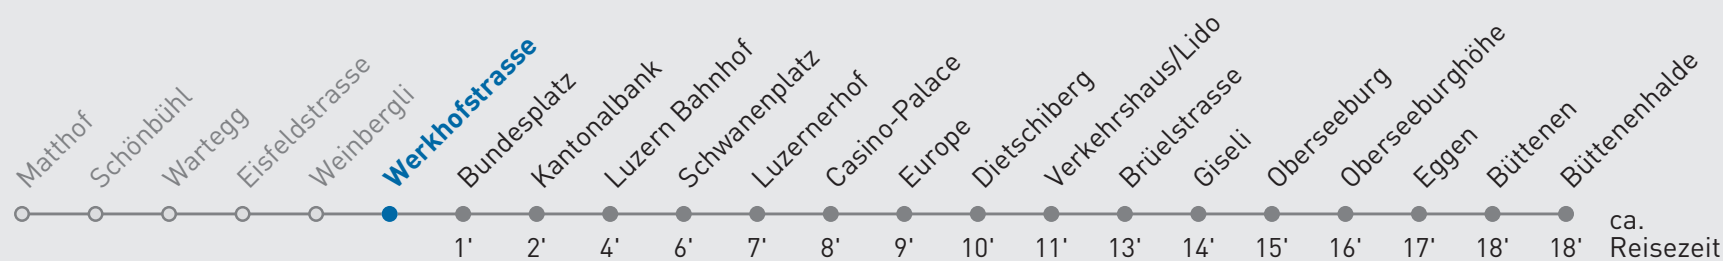 Matthof
Schönbühl
Wartegg
Eisfeldstrasse
Weinbergli
Werkhofstrasse
Bundesplatz
Kantonalbank
Luzern Bahnhof
Schwanenplatz
Luzernerhof
Casino-Palace
Europe
Dietschiberg
Verkehrshaus/Lido
Brüelstrasse
Giseli
Oberseeburg
Oberseeburghöhe
Eggen
Büttenen
Büttenenhalde
1' 2' 4' 6' 7' 8' 9' 10' 11' 13' 14' 15' 16' 17' 18' 18'
ca.
Reisezeit